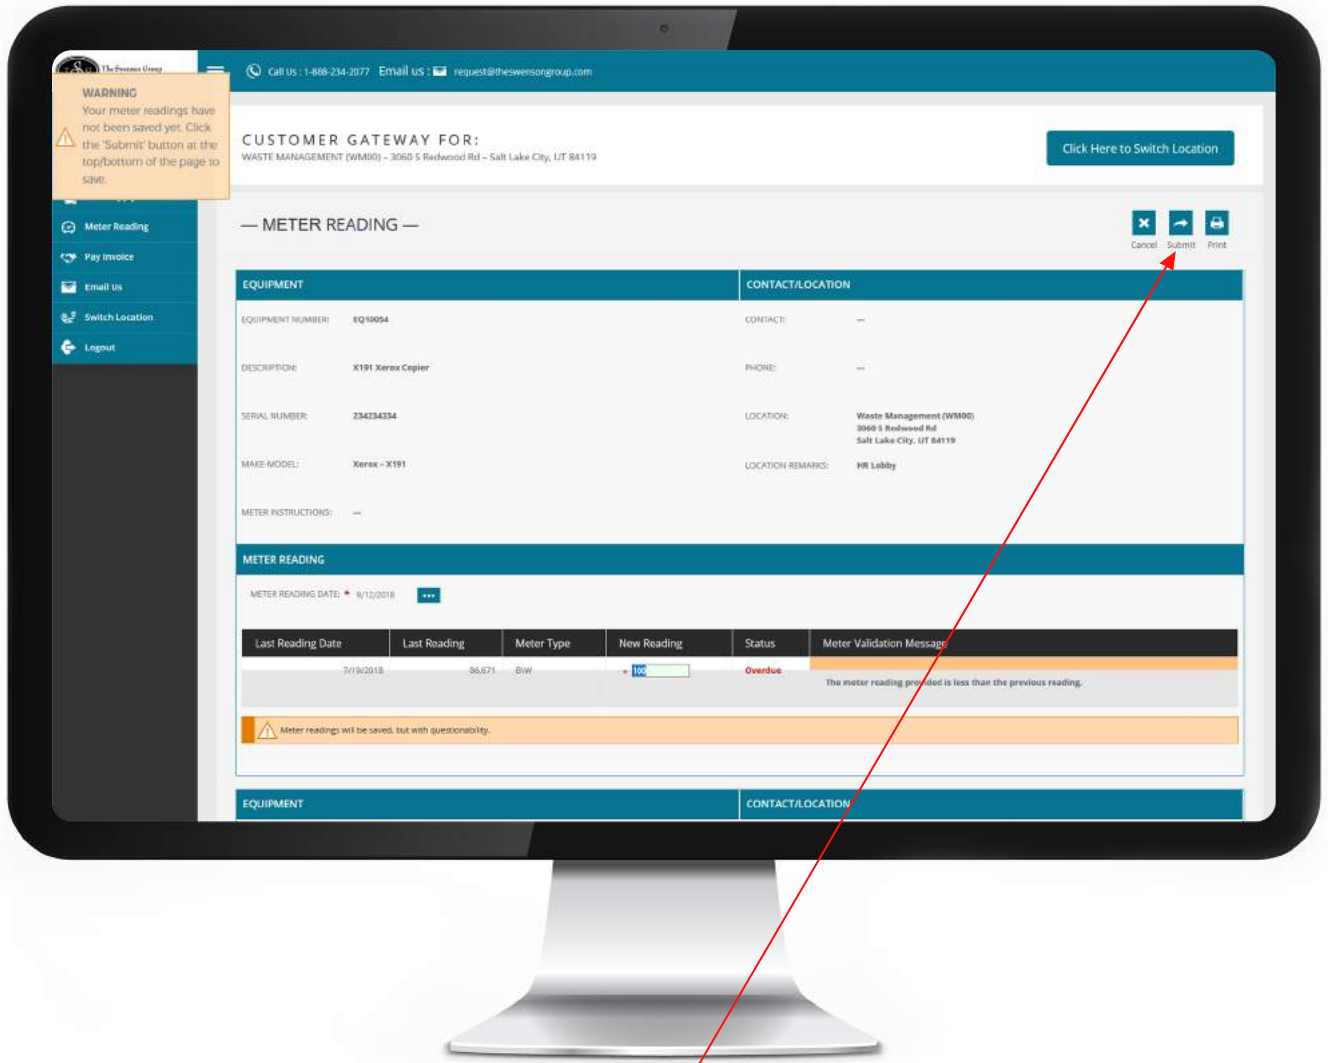 The Swenson Group
Call Us : 1-888-234-2077 Email us : request@theswensongroup.com
WARNING
Your meter readings have
not been saved yet. Click
the 'Submit' button at the
top/bottom of the page to
save.
CUSTOMER GATEWAY FOR:
WASTE MANAGEMENT (WM00) – 3060 S Redwood Rd – Salt Lake City, UT 84119
Click Here to Switch Location
Meter Reading
Pay Invoice
Email Us
Switch Location
Logout
— METER READING —
Cancel Submit Print
EQUIPMENT CONTACT/LOCATION
EQUIPMENT NUMBER: EQ10054 CONTACT: —
DESCRIPTION: X191 Xerox Copier PHONE: —
SERIAL NUMBER: 234234334 LOCATION: Waste Management (WM00)
3060 S Redwood Rd
Salt Lake City, UT 84119
MAKE-MODEL: Xerox – X191 LOCATION REMARKS: HR Lobby
METER INSTRUCTIONS: —
METER READING
METER READING DATE: * 9/12/2018 •••
Last Reading Date Last Reading Meter Type New Reading Status Meter Validation Message
7/19/2018 86,671 B\W * 100 Overdue
The meter reading provided is less than the previous reading.
Meter readings will be saved, but with questionability.
EQUIPMENT CONTACT/LOCATION